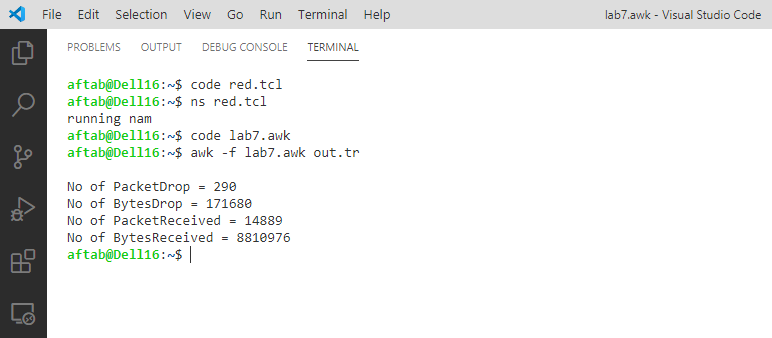 File Edit Selection View Go Run Terminal Help lab7.awk - Visual Studio Code
PROBLEMS OUTPUT DEBUG CONSOLE TERMINAL
aftab@Dell16:~$ code red.tcl
aftab@Dell16:~$ ns red.tcl
running nam
aftab@Dell16:~$ code lab7.awk
aftab@Dell16:~$ awk -f lab7.awk out.tr
No of PacketDrop = 290
No of BytesDrop = 171680
No of PacketReceived = 14889
No of BytesReceived = 8810976
aftab@Dell16:~$